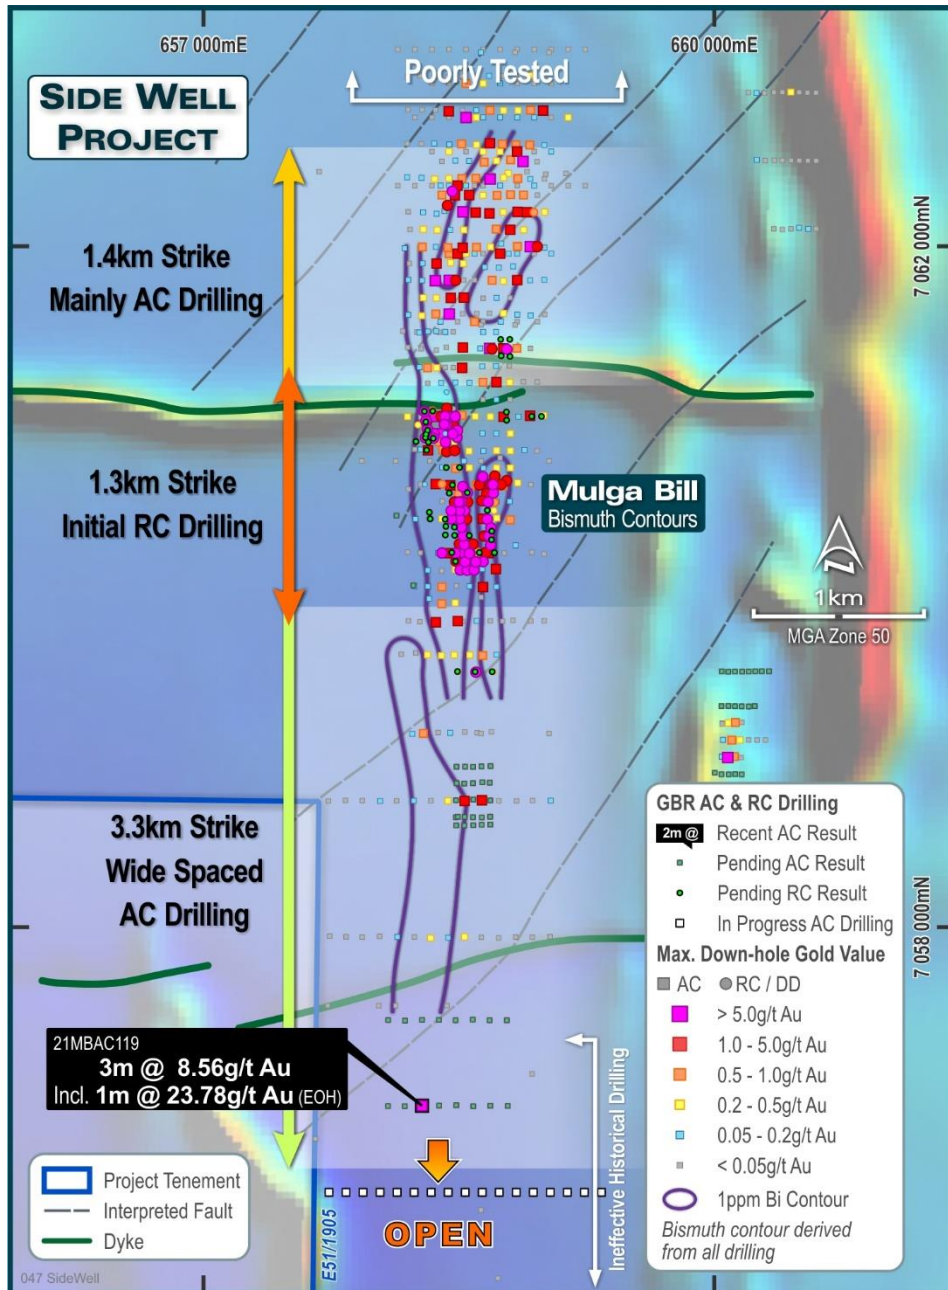 657 000mE
660 000mE
Poorly Tested
SIDE WELL
PROJECT
1.4km Strike
Mainly AC Drilling
7 062 000mN
1.3km Strike
Initial RC Drilling
Mulga Bill
Bismuth Contours
N
1km
MGA Zone 50
3.3km Strike
Wide Spaced
AC Drilling
7 058 000mN
21MBAC119
3m @ 8.56g/t Au
Incl. 1m @ 23.78g/t Au (EOH)
GBR AC & RC Drilling
2m @ Recent AC Result
Pending AC Result
Pending RC Result
In Progress AC Drilling
Max. Down-hole Gold Value
AC RC / DD
> 5.0g/t Au
1.0 - 5.0g/t Au
0.5 - 1.0g/t Au
0.2 - 0.5g/t Au
0.05 - 0.2g/t Au
< 0.05g/t Au
1ppm Bi Contour
Bismuth contour derived
from all drilling
Ineffective Historical Drilling
Project Tenement
Interpreted Fault
Dyke
E51/1905
OPEN
047 SideWell